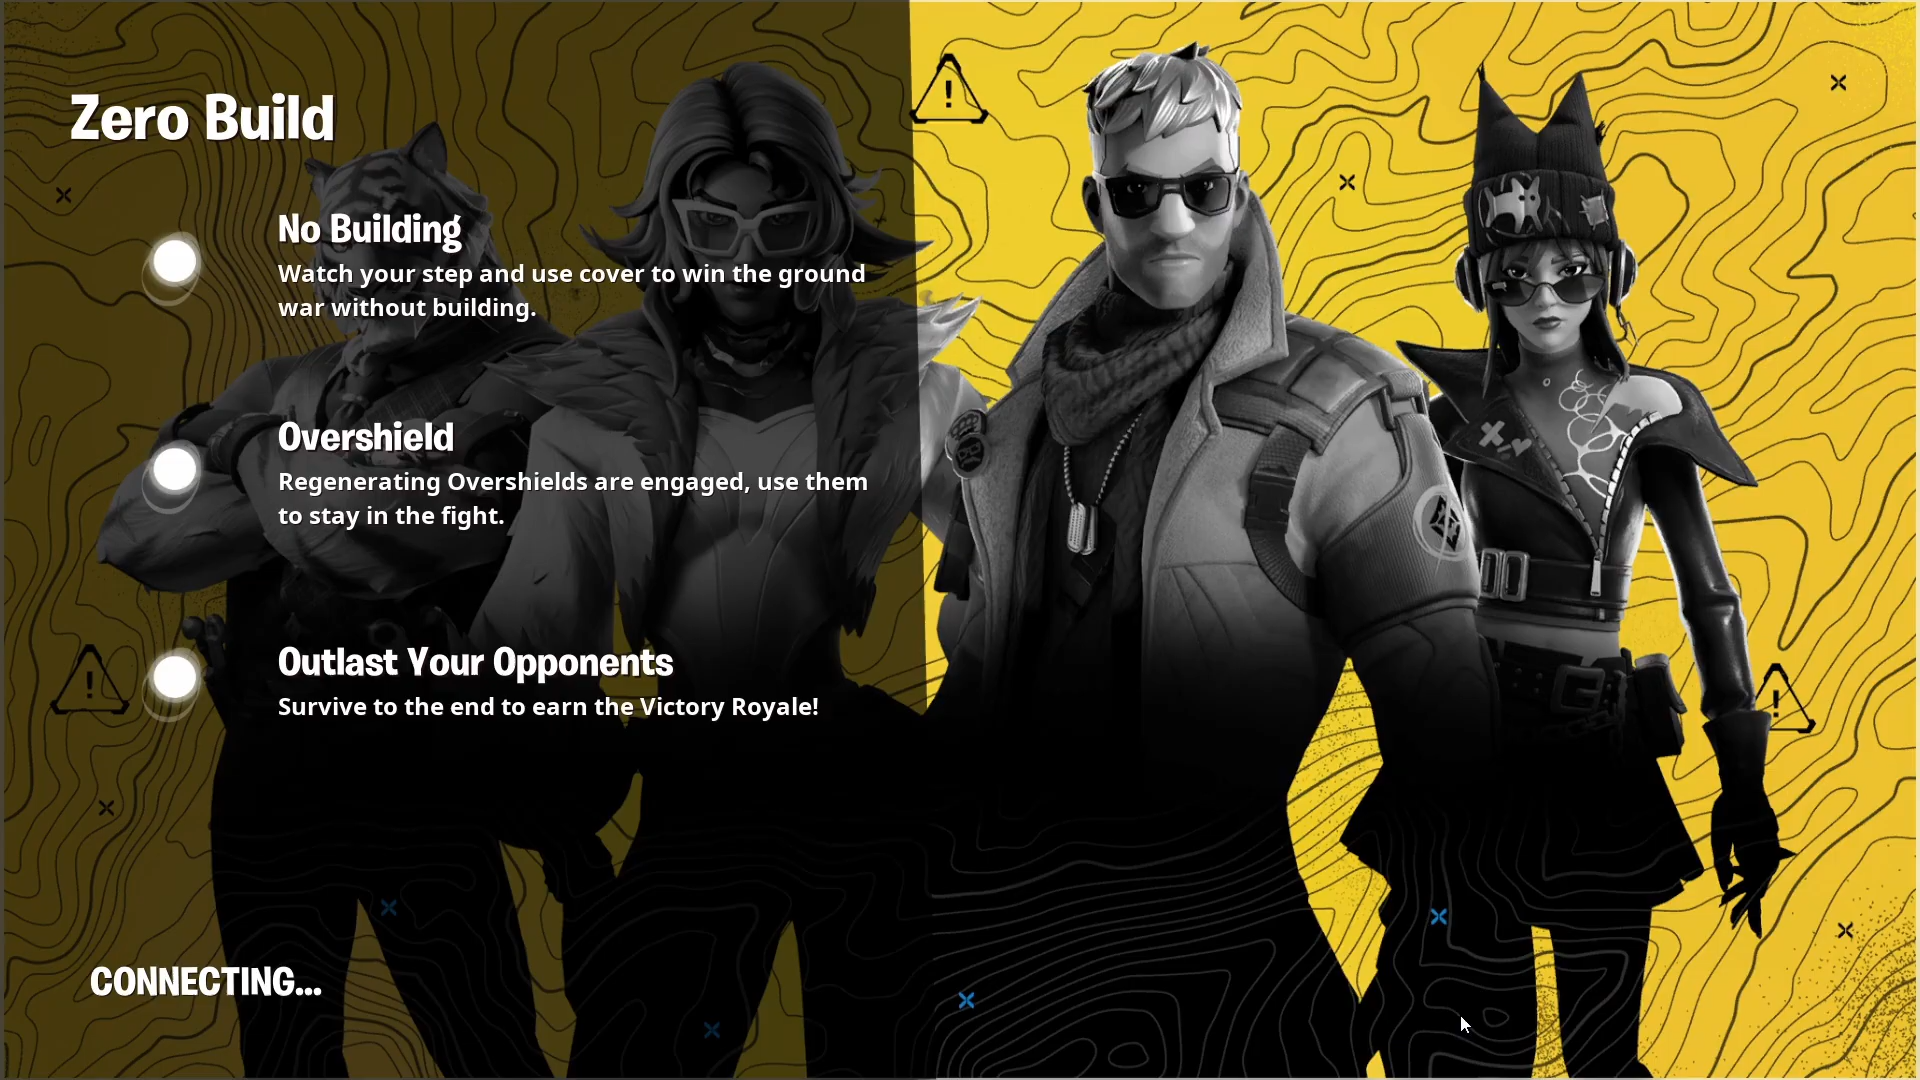 Zero Build
No Building
Watch your step and use cover to win the ground
war without building.
Overshield
Regenerating Overshields are engaged, use them
to stay in the fight.
Outlast Your Opponents
Survive to the end to earn the Victory Royale!
CONNECTING...